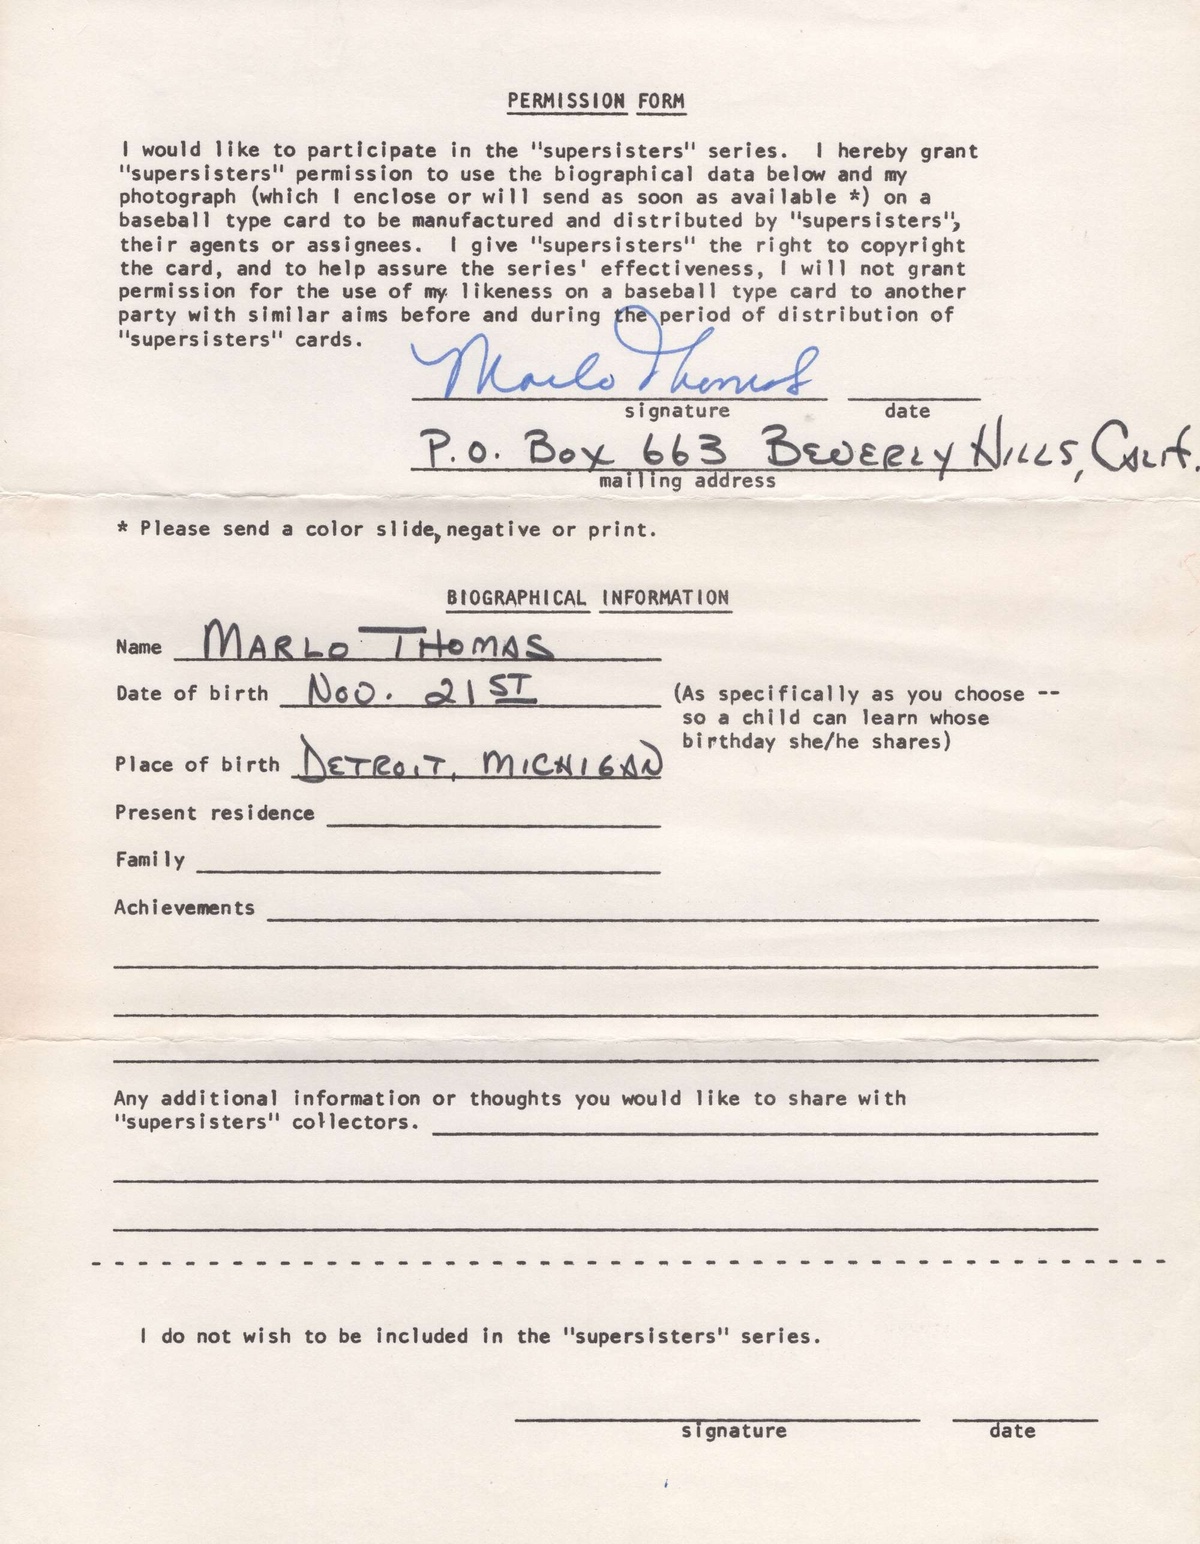 PERMISSION FORM
I would like to participate in the "supersisters" series. I hereby grant
"supersisters" permission to use the biographical data below and my
photograph (which I enclose or will send as soon as available *) on a
baseball type card to be manufactured and distributed by "supersisters",
their agents or assignees. I give "supersisters" the right to copyright
the card, and to help assure the series' effectiveness, I will not grant
permission for the use of my likeness on a baseball type card to another
party with similar aims before and during the period of distribution of
"supersisters" cards.
Marlo Thomas
signature date
P.O. BOX 663 BEVERLY HILLS, CALIF.
mailing address
* Please send a color slide, negative or print.
BIOGRAPHICAL INFORMATION
Name MARLO THOMAS
Date of birth NOV. 21ST (As specifically as you choose --
so a child can learn whose
birthday she/he shares)
Place of birth DETROIT, MICHIGAN
Present residence
Family
Achievements
Any additional information or thoughts you would like to share with
"supersisters" collectors.
I do not wish to be included in the "supersisters" series.
signature date